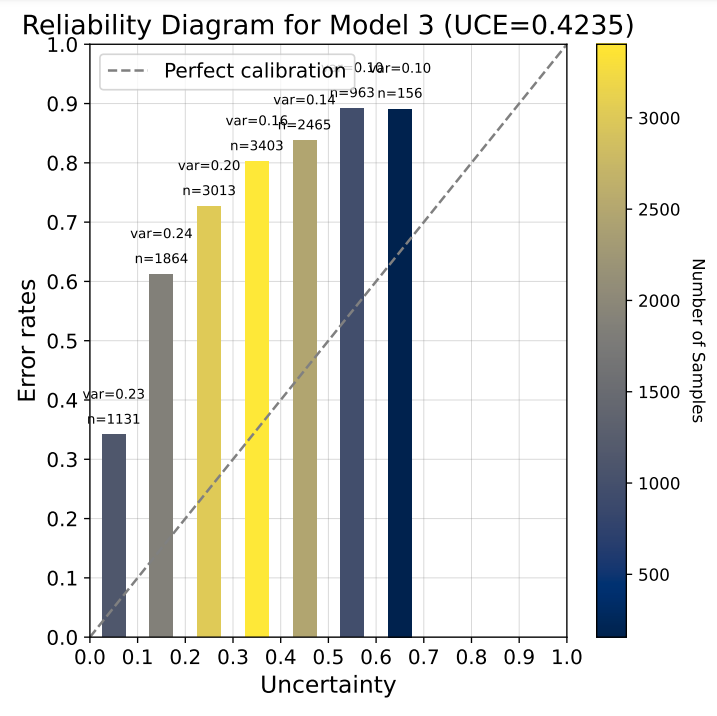 Reliability Diagram for Model 3 (UCE=0.4235)
Perfect calibration
var=0.10
var=0.10
n=963
n=156
var=0.14
n=2465
var=0.16
n=3403
var=0.20
n=3013
var=0.24
n=1864
var=0.23
n=1131
1.0
0.9
0.8
0.7
0.6
0.5
0.4
0.3
0.2
0.1
0.0
Error rates
0.0 0.1 0.2 0.3 0.4 0.5 0.6 0.7 0.8 0.9 1.0
Uncertainty
3000
2500
2000
1500
1000
500
Number of Samples